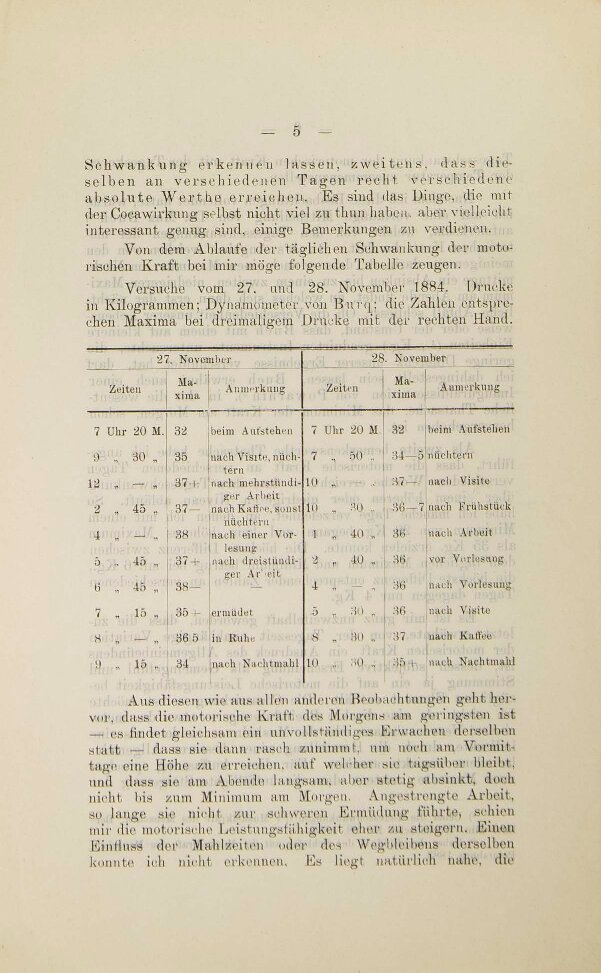 — 5 —
Schwankung erkennen lassen, zweitens, dass die-
selben an verschiedenen Tagen recht verschiedene
absolute Werthe erreichen. Es sind das Dinge, die mit
der Cocawirkung selbst nicht viel zu thun haben, aber vielleicht
interessant genug sind, einige Bemerkungen zu verdienen.
Von dem Ablaufe der täglichen Schwankung der moto-
rischen Kraft bei mir möge folgende Tabelle zeugen.
Versuche vom 27. und 28. November 1884. Drucke
in Kilogrammen; Dynamometer von Burq; die Zahlen entspre-
chen Maxima bei dreimaligem Drucke mit der rechten Hand.
27. November 28. November
Zeiten Ma- Anmerkung Zeiten Ma- Anmerkung
xima xima
7 Uhr 20 M. 32 beim Aufstehen 7 Uhr 20 M. 32 beim Aufstehen
9 „ 30 „ 35 nach Visite, nüch- 7 „ 50 „ 34—5 nüchtern
tern
12 „ — „ 37+ nach mehrstündi- 10 „ — „ 37— nach Visite
ger Arbeit
2 „ 45 „ 37— nach Kaffee, sonst 10 „ 30 „ 36—7 nach Frühstück
nüchtern
4 „ — „ 38 nach einer Vor- 1 „ 40 „ 36 nach Arbeit
lesung
5 „ 45 „ 37+ nach dreistündi- 2 „ 40 „ 36 vor Vorlesung
ger Arbeit
6 „ 45 „ 38— — 4 „ — „ 36 nach Vorlesung
7 „ 15 „ 35+ ermüdet 5 „ 30 „ 36 nach Visite
8 „ — „ 36 5 in Ruhe 8 „ 30 „ 37 nach Kaffee
9 „ 15 „ 34 nach Nachtmahl 10 „ 30 „ 35+ nach Nachtmahl
Aus diesen wie aus allen anderen Beobachtungen geht her-
vor, dass die motorische Kraft des Morgens am geringsten ist
— es findet gleichsam ein unvollständiges Erwachen derselben
statt — dass sie dann rasch zunimmt, um noch am Vormit-
tage eine Höhe zu erreichen, auf welcher sie tagsüber bleibt,
und dass sie am Abende langsam, aber stetig absinkt, doch
nicht bis zum Minimum am Morgen. Angestrengte Arbeit,
so lange sie nicht zur schweren Ermüdung führte, schien
mir die motorische Leistungsfähigkeit eher zu steigern. Einen
Einfluss der Mahlzeiten oder des Wegbleibens derselben
konnte ich nicht erkennen. Es liegt natürlich nahe, die